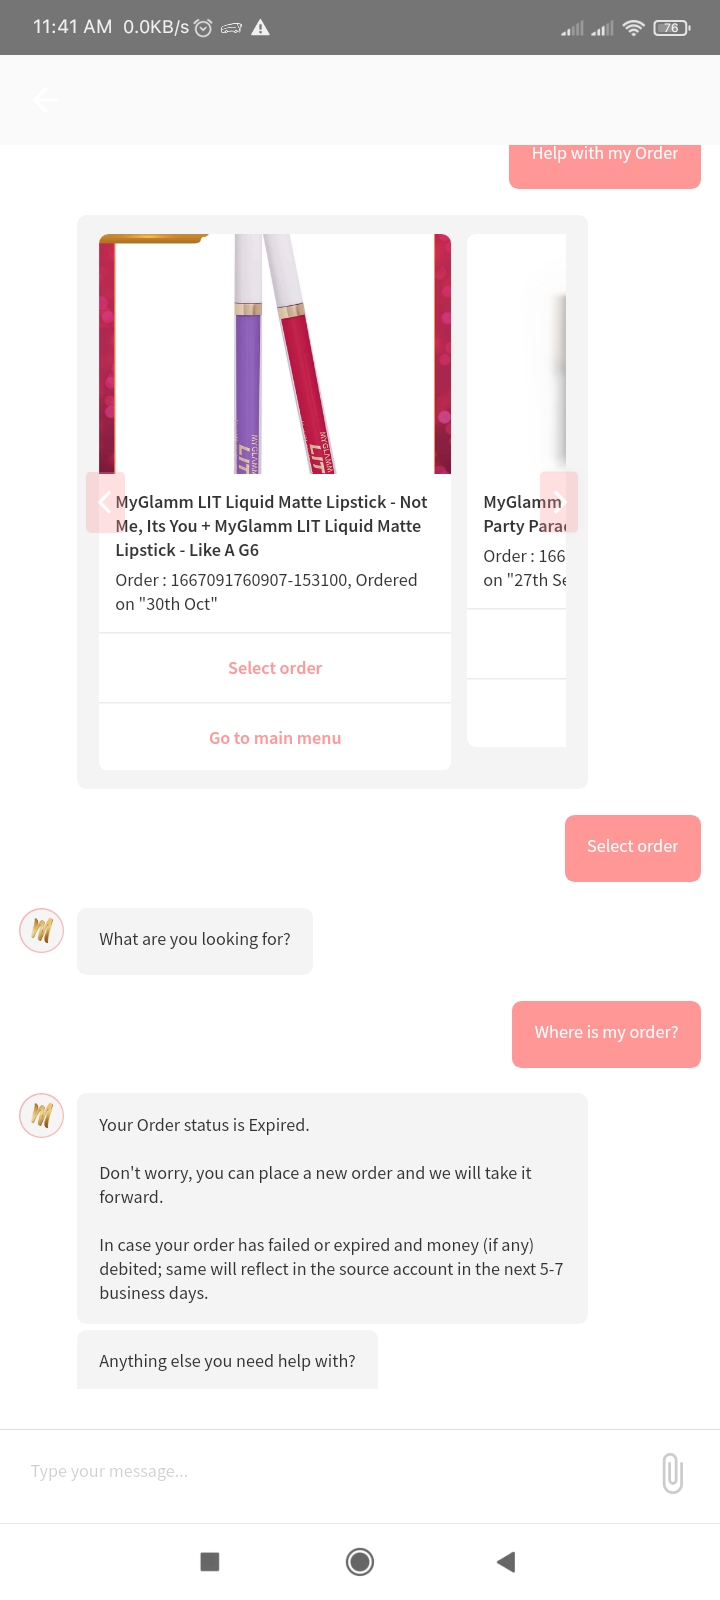 11:41 AM 0.0KB/s
76
Help with my Order
MYGLAMM
LIT
MYGLAMM
LIT
MyGlamm LIT Liquid Matte Lipstick - Not
Me, Its You + MyGlamm LIT Liquid Matte
Lipstick - Like A G6
Order : 1667091760907-153100, Ordered
on "30th Oct"
Select order
Go to main menu
MyGlamm
Party Para
Order : 166
on "27th Se
Select order
What are you looking for?
Where is my order?
Your Order status is Expired.
Don't worry, you can place a new order and we will take it
forward.
In case your order has failed or expired and money (if any)
debited; same will reflect in the source account in the next 5-7
business days.
Anything else you need help with?
Type your message...